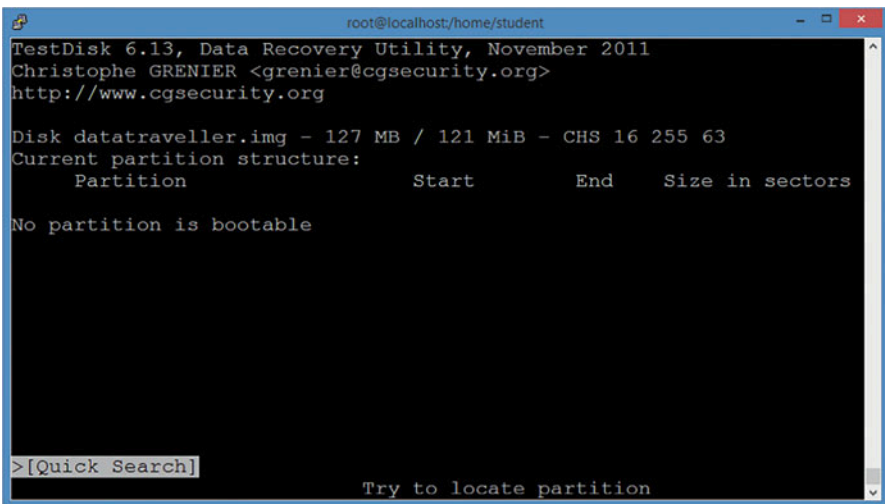 root@localhost:/home/student
TestDisk 6.13, Data Recovery Utility, November 2011
Christophe GRENIER <grenier@cgsecurity.org>
http://www.cgsecurity.org
Disk datatraveller.img - 127 MB / 121 MiB - CHS 16 255 63
Current partition structure:
Partition Start End Size in sectors
No partition is bootable
>[Quick Search]
Try to locate partition